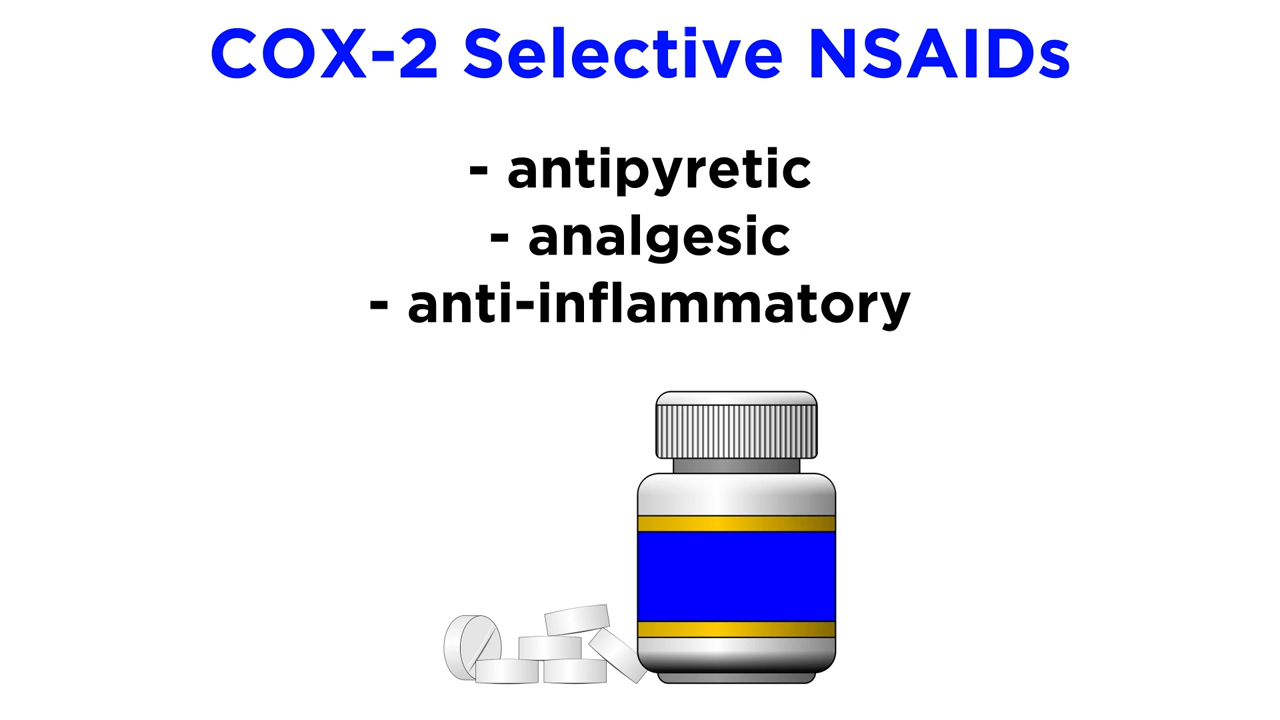 COX-2 Selective NSAIDs
- antipyretic
- analgesic
- anti-inflammatory